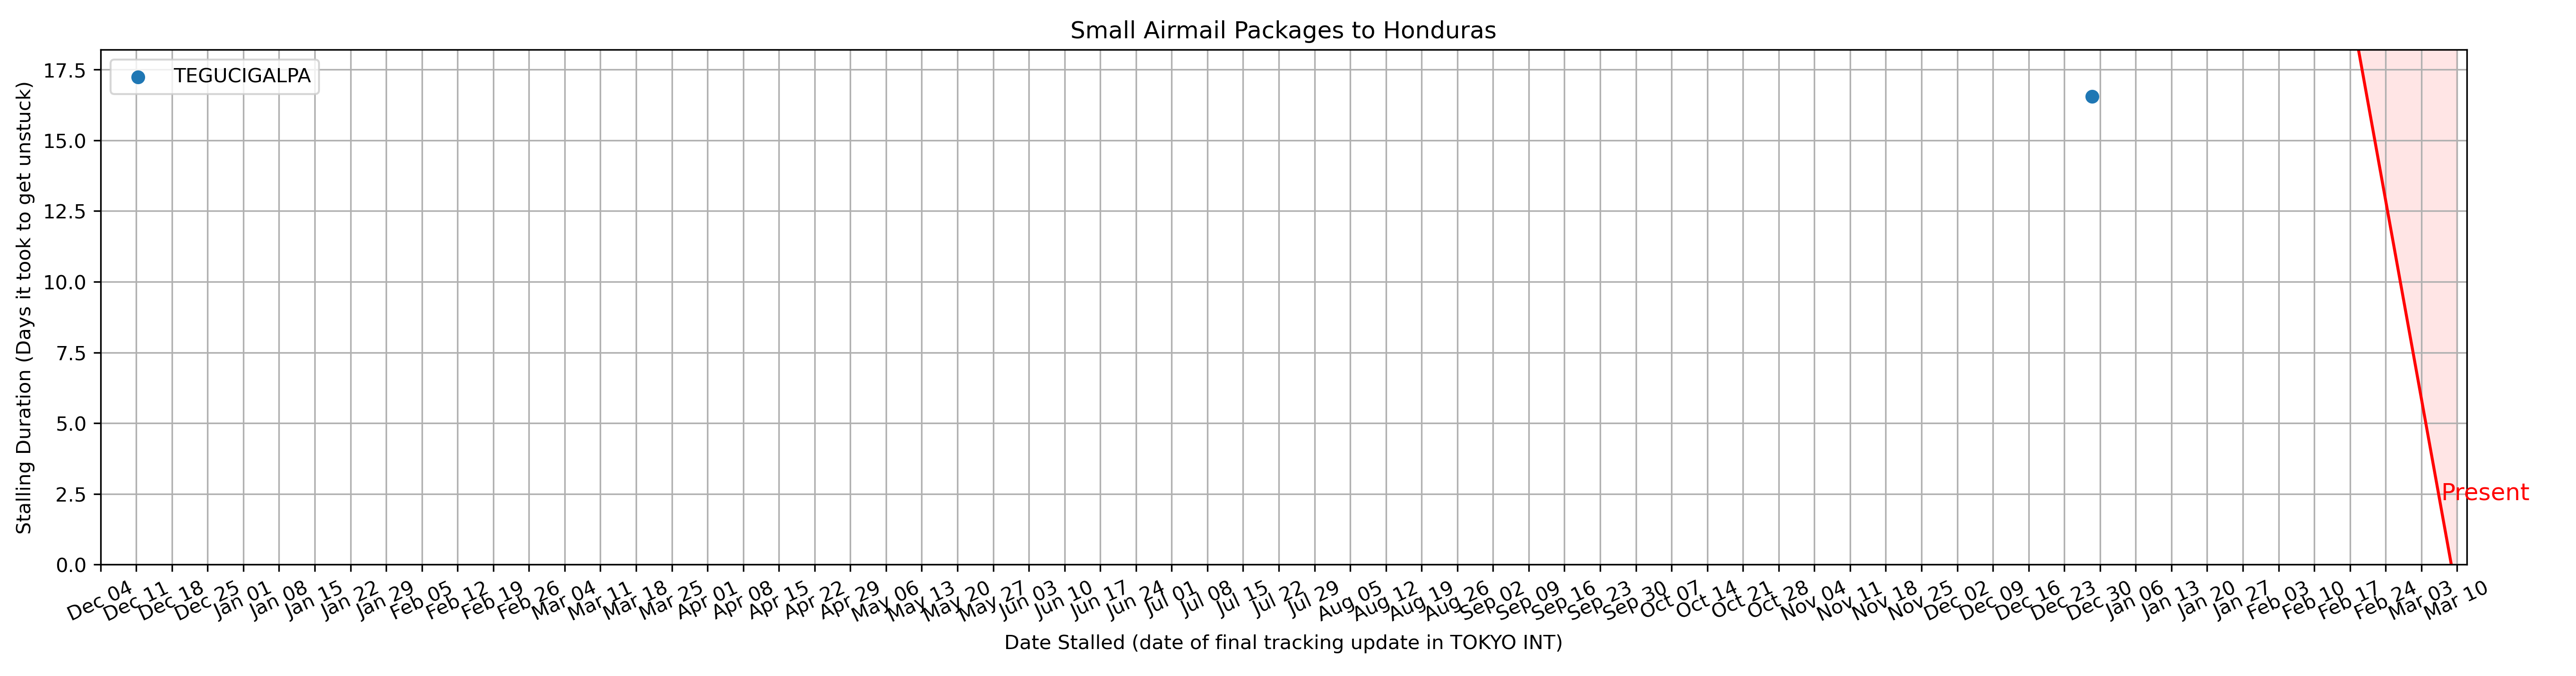 Small Airmail Packages to Honduras
TEGUCIGALPA
Stalling Duration (Days it took to get unstuck)
17.5
15.0
12.5
10.0
7.5
5.0
2.5
0.0
Present
Dec 04 Dec 11 Dec 18 Dec 25 Jan 01 Jan 08 Jan 15 Jan 22 Jan 29 Feb 05 Feb 12 Feb 19 Feb 26 Mar 04 Mar 11 Mar 18 Mar 25 Apr 01 Apr 08 Apr 15 Apr 22 Apr 29 May 06 May 13 May 20 May 27 Jun 03 Jun 10 Jun 17 Jun 24 Jul 01 Jul 08 Jul 15 Jul 22 Jul 29 Aug 05 Aug 12 Aug 19 Aug 26 Sep 02 Sep 09 Sep 16 Sep 23 Sep 30 Oct 07 Oct 14 Oct 21 Oct 28 Nov 04 Nov 11 Nov 18 Nov 25 Dec 02 Dec 09 Dec 16 Dec 23 Dec 30 Jan 06 Jan 13 Jan 20 Jan 27 Feb 03 Feb 10 Feb 17 Feb 24 Mar 03 Mar 10
Date Stalled (date of final tracking update in TOKYO INT)